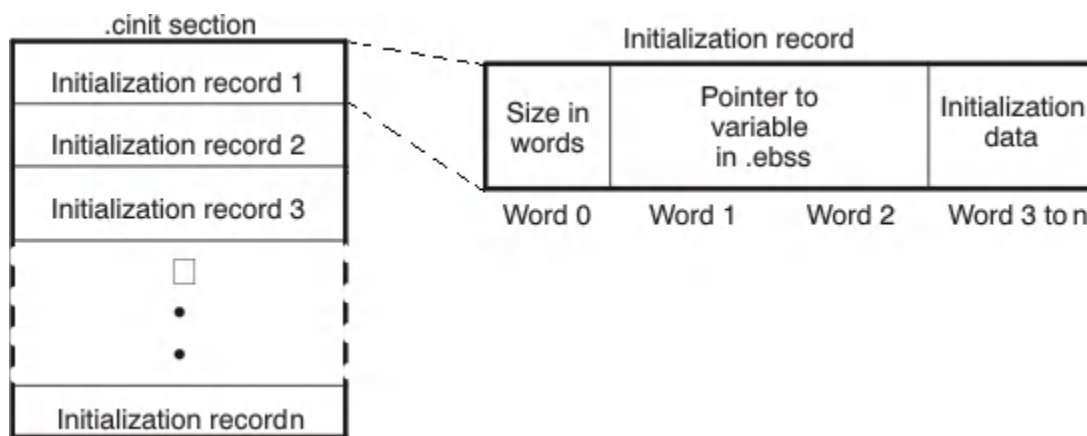 .cinit section
Initialization record 1
Initialization record 2
Initialization record 3
Initialization recordn
Initialization record
Size in
words
Pointer to
variable
in .ebss
Initialization
data
Word 0
Word 1
Word 2
Word 3 to n